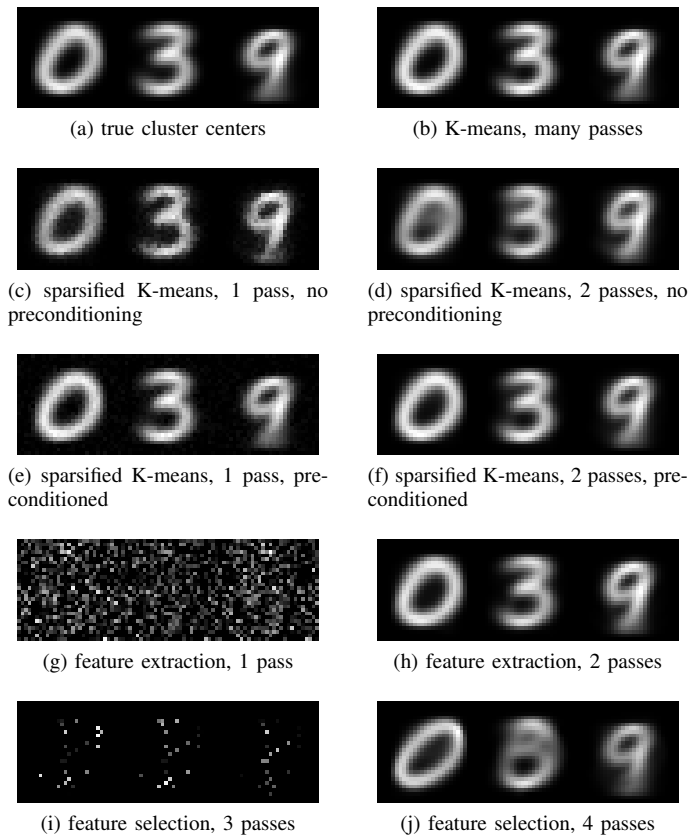 (a) true cluster centers
(b) K-means, many passes
(c) sparsified K-means, 1 pass, no
preconditioning
(d) sparsified K-means, 2 passes, no
preconditioning
(e) sparsified K-means, 1 pass, pre-
conditioned
(f) sparsified K-means, 2 passes, pre-
conditioned
(g) feature extraction, 1 pass
(h) feature extraction, 2 passes
(i) feature selection, 3 passes
(j) feature selection, 4 passes